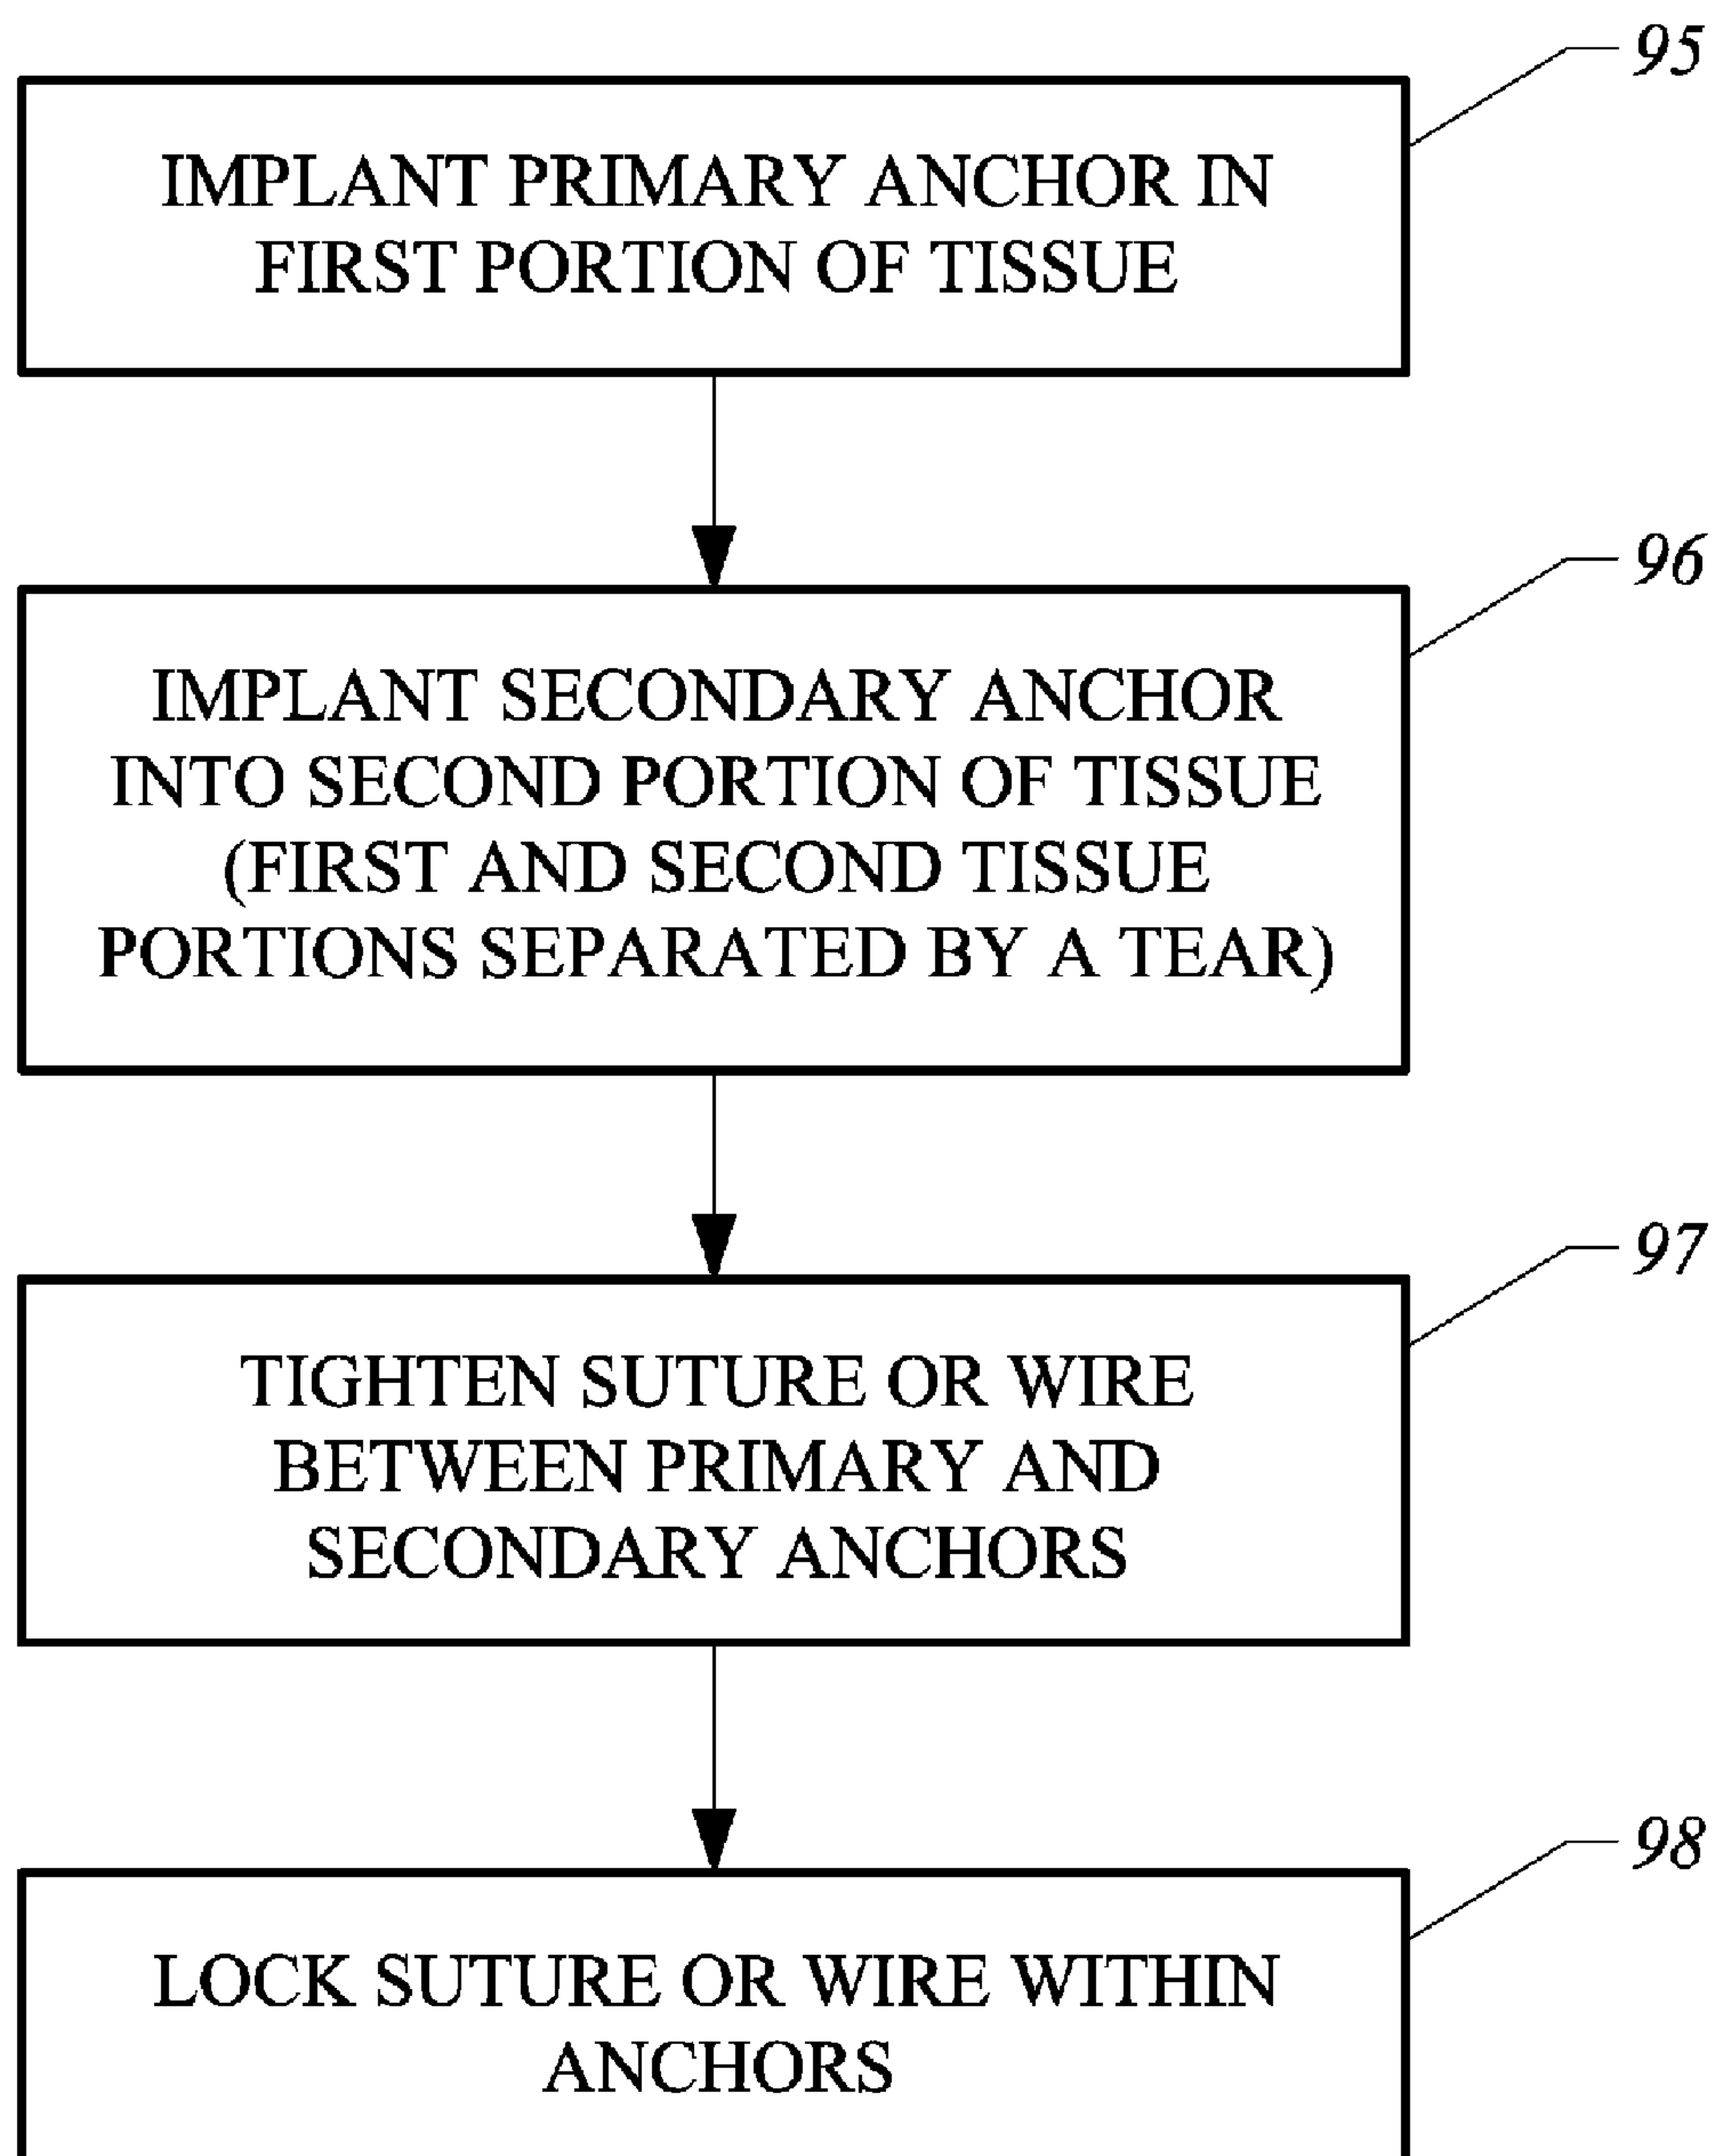 95
IMPLANT PRIMARY ANCHOR IN
FIRST PORTION OF TISSUE
96
IMPLANT SECONDARY ANCHOR
INTO SECOND PORTION OF TISSUE
(FIRST AND SECOND TISSUE
PORTIONS SEPARATED BY A TEAR)
97
TIGHTEN SUTURE OR WIRE
BETWEEN PRIMARY AND
SECONDARY ANCHORS
98
LOCK SUTURE OR WIRE WITHIN
ANCHORS